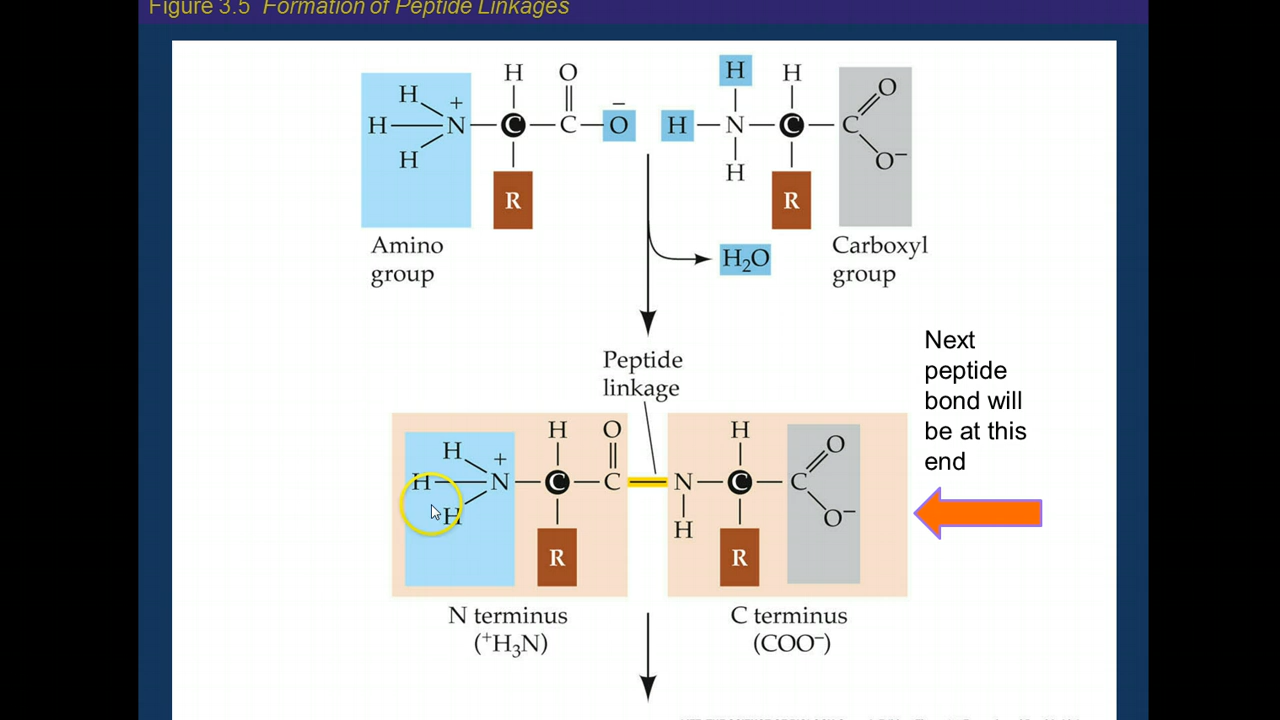 Figure 3.5 Formation of Peptide Linkages
H H O H H
H N + C C O − H N C C O
H H O−
R R
Amino group
H₂O
Carboxyl group
Peptide
linkage
Next
peptide
bond will
be at this
end
H H O H O
H N + C C N C C
H H O−
R R
N terminus
(⁺H₃N)
C terminus
(COO⁻)